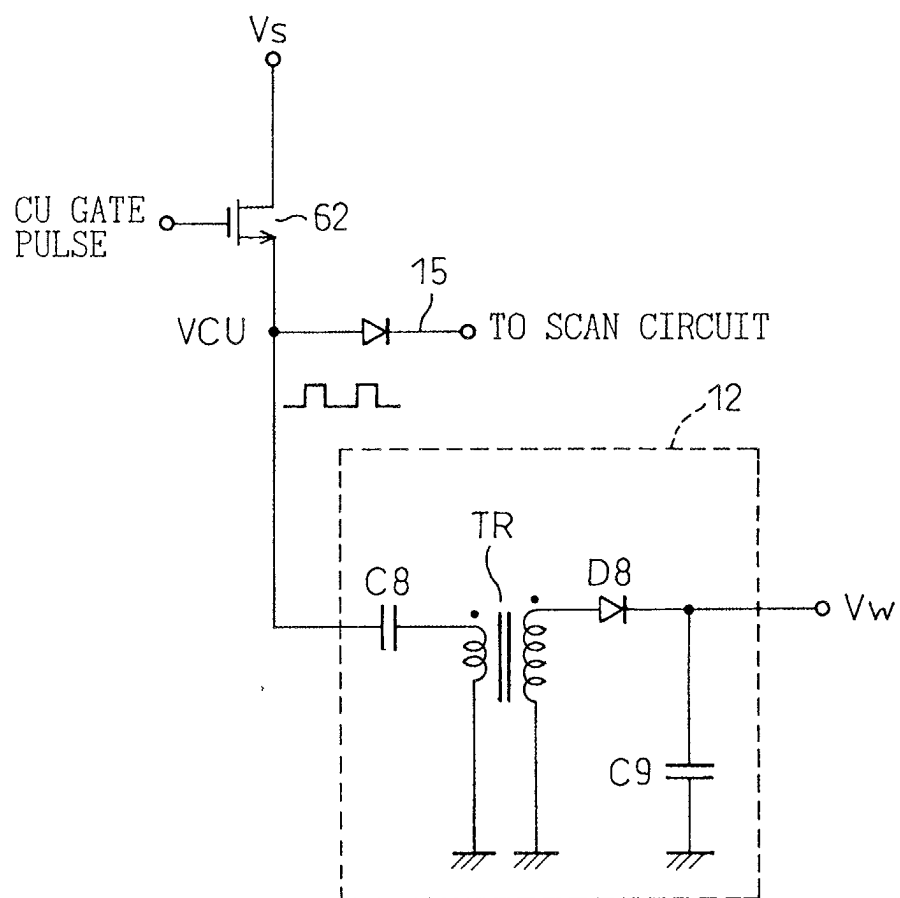 Vs
CU GATE
PULSE
62
15
VCU
TO SCAN CIRCUIT
12
TR
C8
D8
Vw
C9